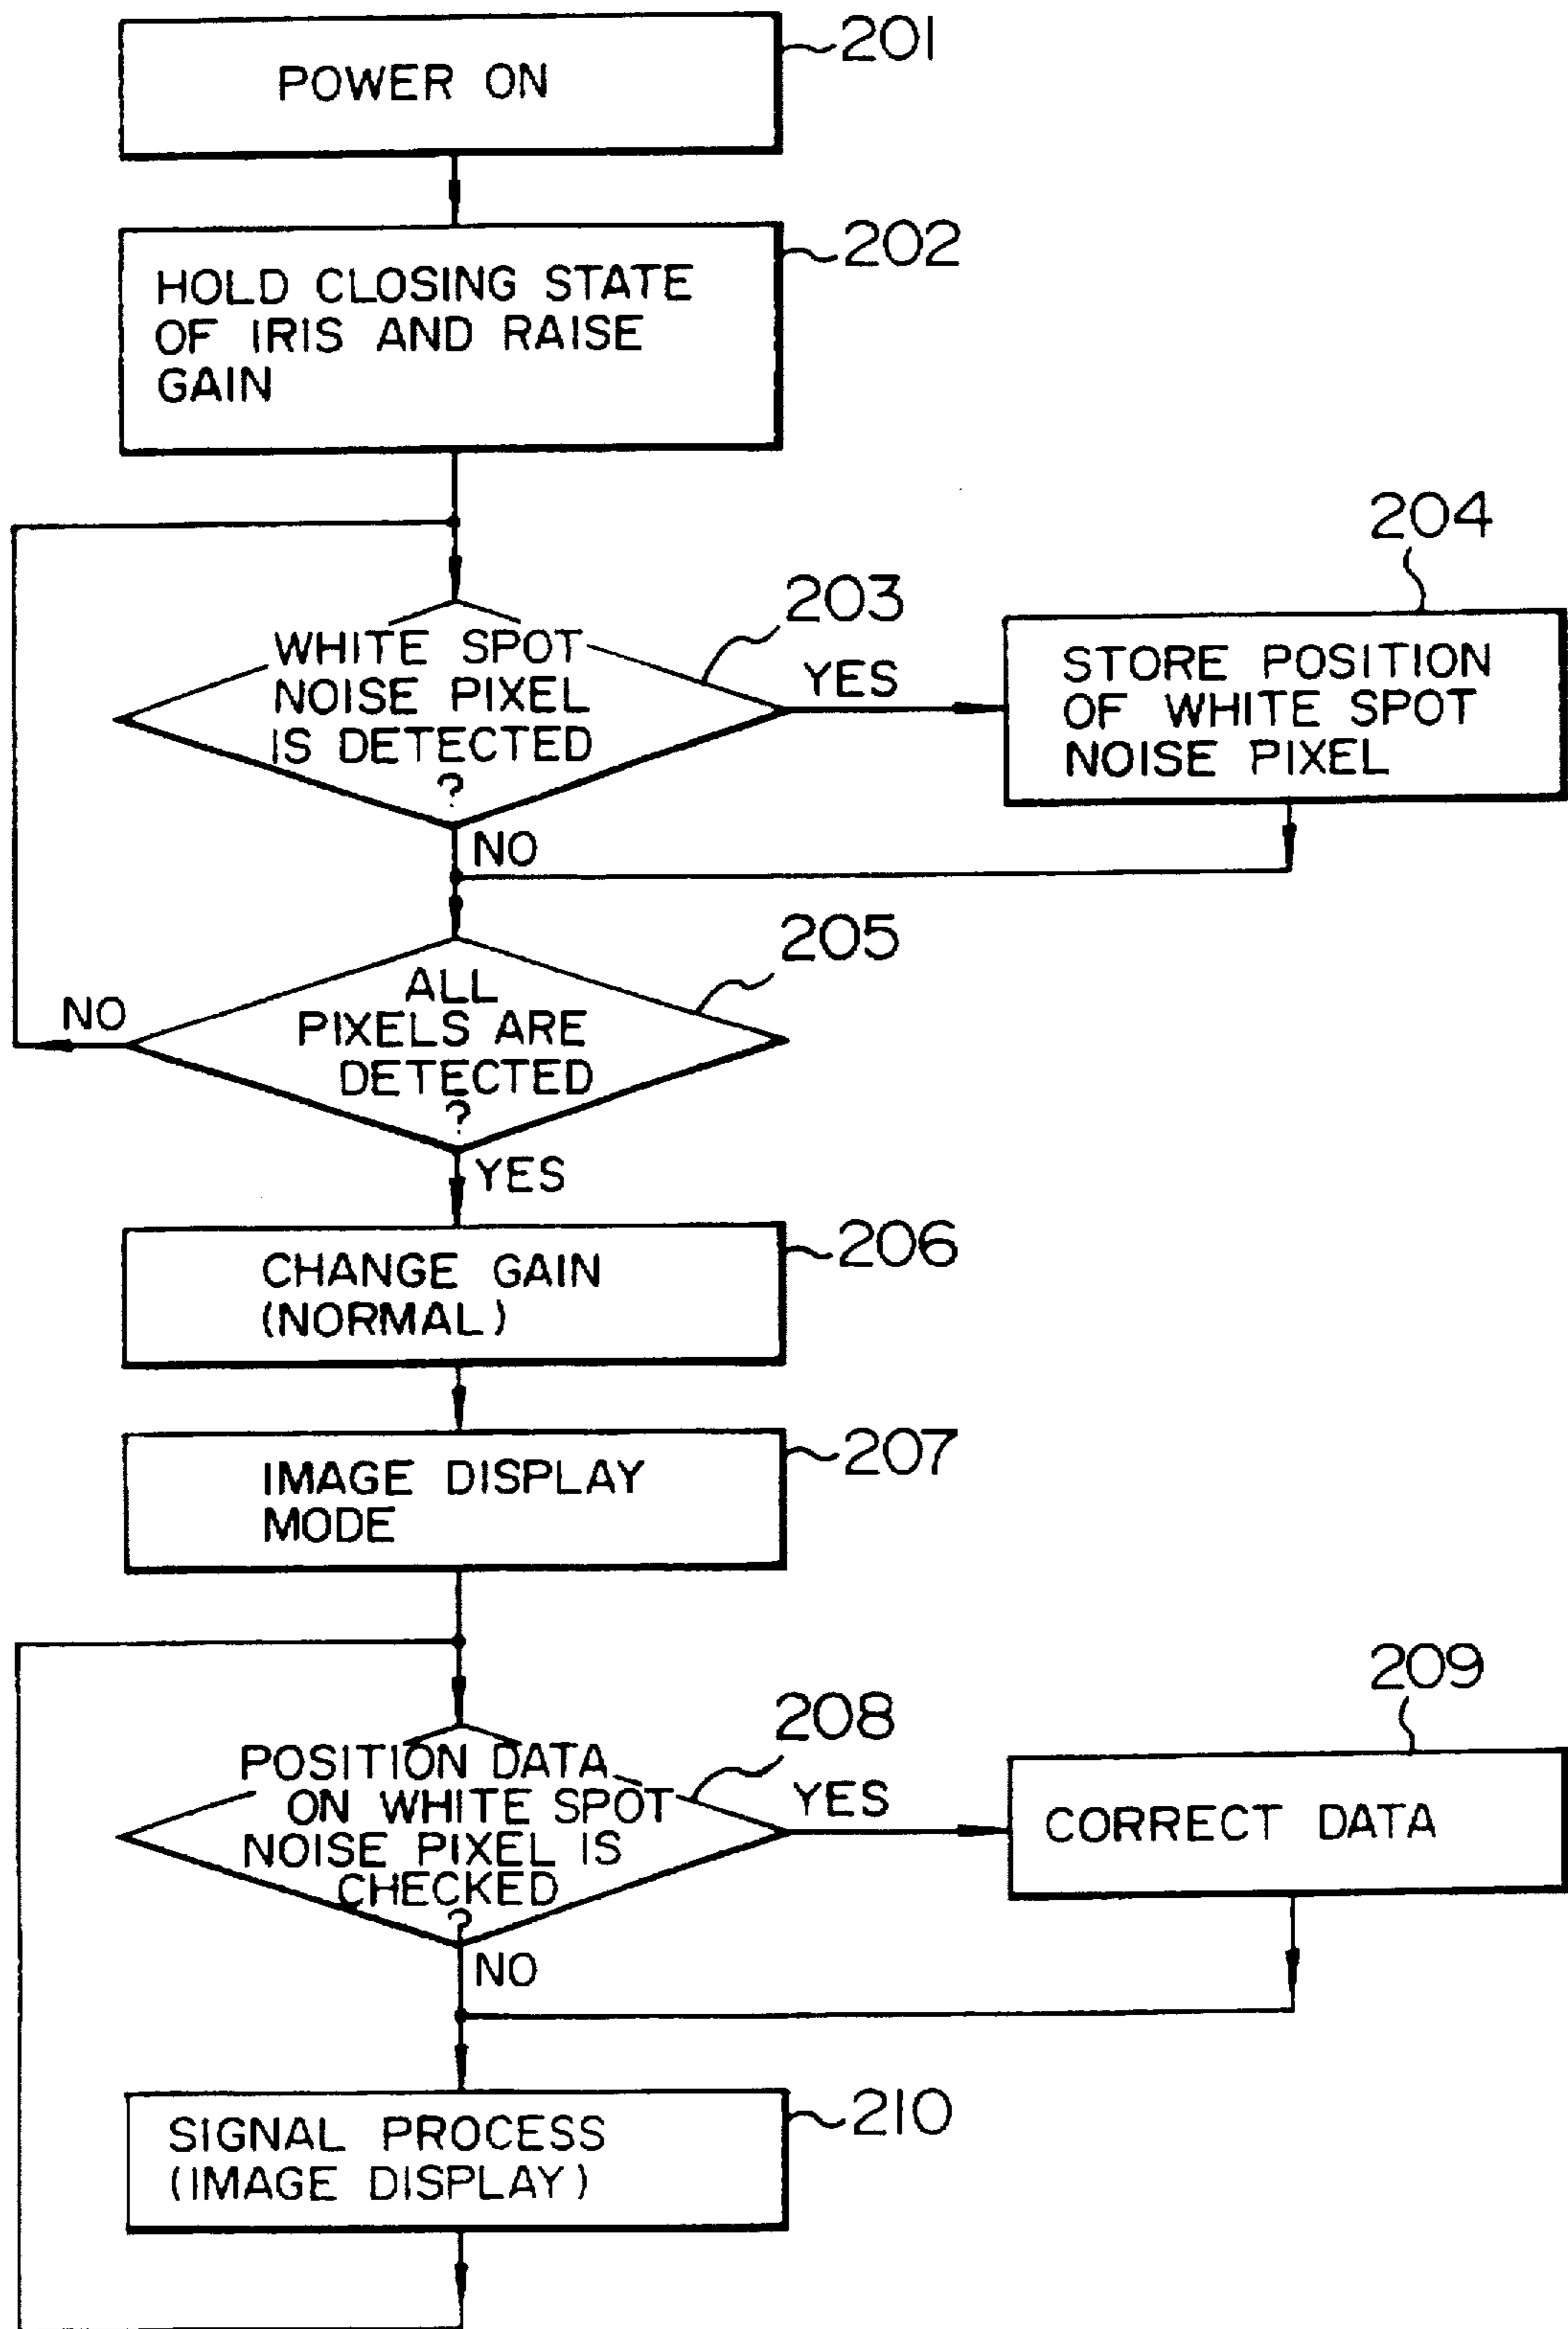 POWER ON
201
HOLD CLOSING STATE
OF IRIS AND RAISE
GAIN
202
WHITE SPOT
NOISE PIXEL
IS DETECTED
?
203
YES
NO
204
STORE POSITION
OF WHITE SPOT
NOISE PIXEL
ALL
PIXELS ARE
DETECTED
?
205
NO
YES
CHANGE GAIN
(NORMAL)
206
IMAGE DISPLAY
MODE
207
POSITION DATA
ON WHITE SPOT
NOISE PIXEL IS
CHECKED
?
208
YES
NO
209
CORRECT DATA
SIGNAL PROCESS
(IMAGE DISPLAY)
210